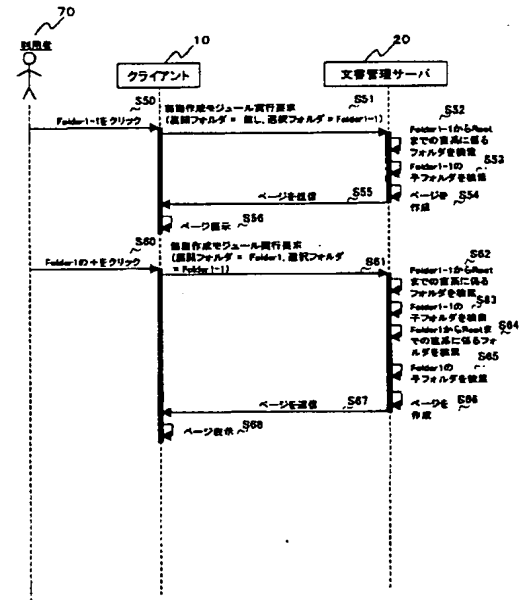 70
利用者
10
クライアント
20
文書管理サーバ
S50
Folder1-1をクリック
画面作成モジュール実行要求
(展開フォルダ = 無し、選択フォルダ = Folder1-1)
S51
S52
Folder1-1からRoot
までの直系に係る
フォルダを検索
S53
Folder1-1の
子フォルダを検索
S54
ページを
作成
S55
ページを返信
S56
ページ表示
S60
Folder1の+をクリック
画面作成モジュール実行要求
(展開フォルダ = Folder1、選択フォルダ
= Folder1-1)
S61
S62
Folder1-1からRoot
までの直系に係る
フォルダを検索
S63
Folder1-1の
子フォルダを検索
S64
Folder1からRootま
での直系に係るフォ
ルダを検索
S65
Folder1の
子フォルダを検索
S66
ページを
作成
S67
ページを返信
S68
ページ表示